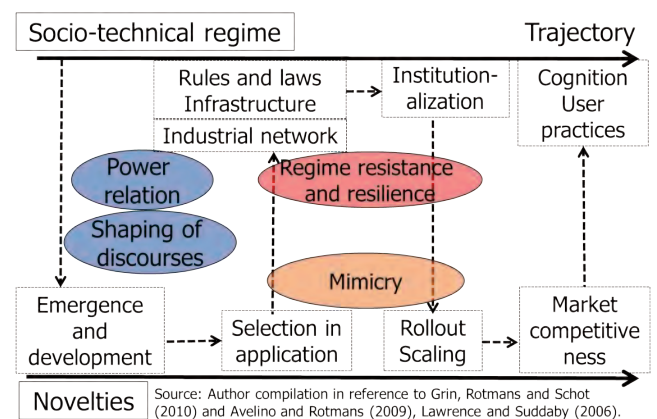 Socio-technical regime
Trajectory
Rules and laws
Infrastructure
Industrial network
Institution-
alization
Cognition
User
practices
Power
relation
Regime resistance
and resilience
Shaping of
discourses
Mimicry
Emergence
and
development
Selection in
application
Rollout
Scaling
Market
competitive
ness
Novelties
Source: Author compilation in reference to Grin, Rotmans and Schot
(2010) and Avelino and Rotmans (2009), Lawrence and Suddaby (2006).